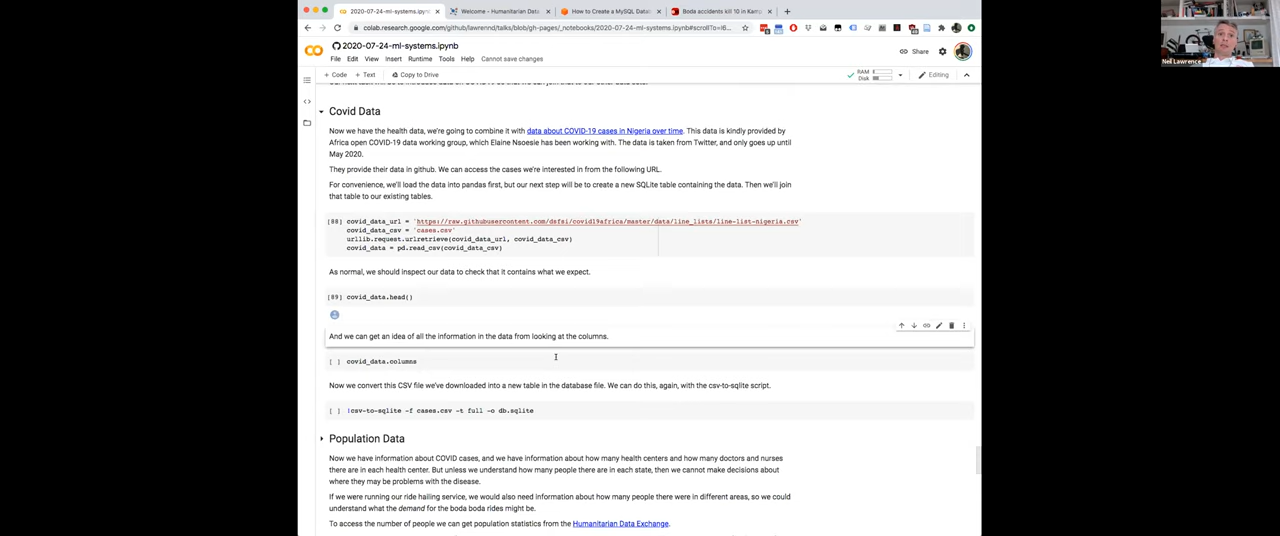 2020-07-24-ml-systems.ipynb
Welcome - Humanitarian Data
How to Create a MySQL Datab
Boda accidents kill 10 in Kam
colab.research.google.com/github/lawrennd/talks/blob/gh-pages/_notebooks/2020-07-24-ml-systems.ipynb#scrollTo=I6...
2020-07-24-ml-systems.ipynb
Share
File Edit View Insert Runtime Tools Help Cannot save changes
+ Code + Text Copy to Drive
RAM
Disk
Editing
Covid Data
Now we have the health data, we're going to combine it with data about COVID-19 cases in Nigeria over time. This data is kindly provided by
Africa open COVID-19 data working group, which Elaine Nsoesie has been working with. The data is taken from Twitter, and only goes up until
May 2020.
They provide their data in github. We can access the cases we're interested in from the following URL.
For convenience, we'll load the data into pandas first, but our next step will be to create a new SQLite table containing the data. Then we'll join
that table to our existing tables.
[88] covid_data_url = 'https://raw.githubusercontent.com/dsfsi/covid19africa/master/data/line_lists/line-list-nigeria.csv'
covid_data_csv = 'cases.csv'
urllib.request.urlretrieve(covid_data_url, covid_data_csv)
covid_data = pd.read_csv(covid_data_csv)
As normal, we should inspect our data to check that it contains what we expect.
[89] covid_data.head()
And we can get an idea of all the information in the data from looking at the columns.
[ ] covid_data.columns
Now we convert this CSV file we've downloaded into a new table in the database file. We can do this, again, with the csv-to-sqlite script.
[ ] !csv-to-sqlite -f cases.csv -t full -o db.sqlite
Population Data
Now we have information about COVID cases, and we have information about how many health centers and how many doctors and nurses
there are in each health center. But unless we understand how many people there are in each state, then we cannot make decisions about
where they may be problems with the disease.
If we were running our ride hailing service, we would also need information about how many people there were in different areas, so we could
understand what the demand for the boda boda rides might be.
To access the number of people we can get population statistics from the Humanitarian Data Exchange.
Neil Lawrence